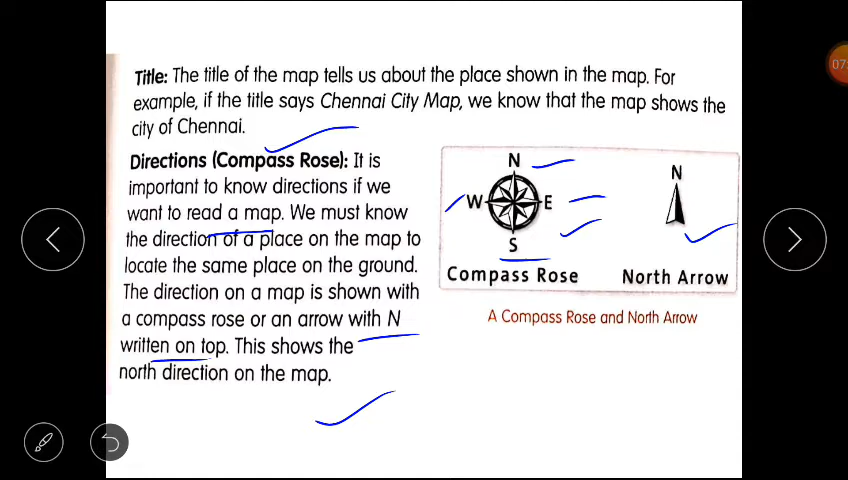 Title: The title of the map tells us about the place shown in the map. For
example, if the title says Chennai City Map, we know that the map shows the
city of Chennai.
Directions (Compass Rose): It is
important to know directions if we
want to read a map. We must know
the direction of a place on the map to
locate the same place on the ground.
The direction on a map is shown with
a compass rose or an arrow with N
written on top. This shows the
north direction on the map.
N
W E
S
Compass Rose
N
North Arrow
A Compass Rose and North Arrow